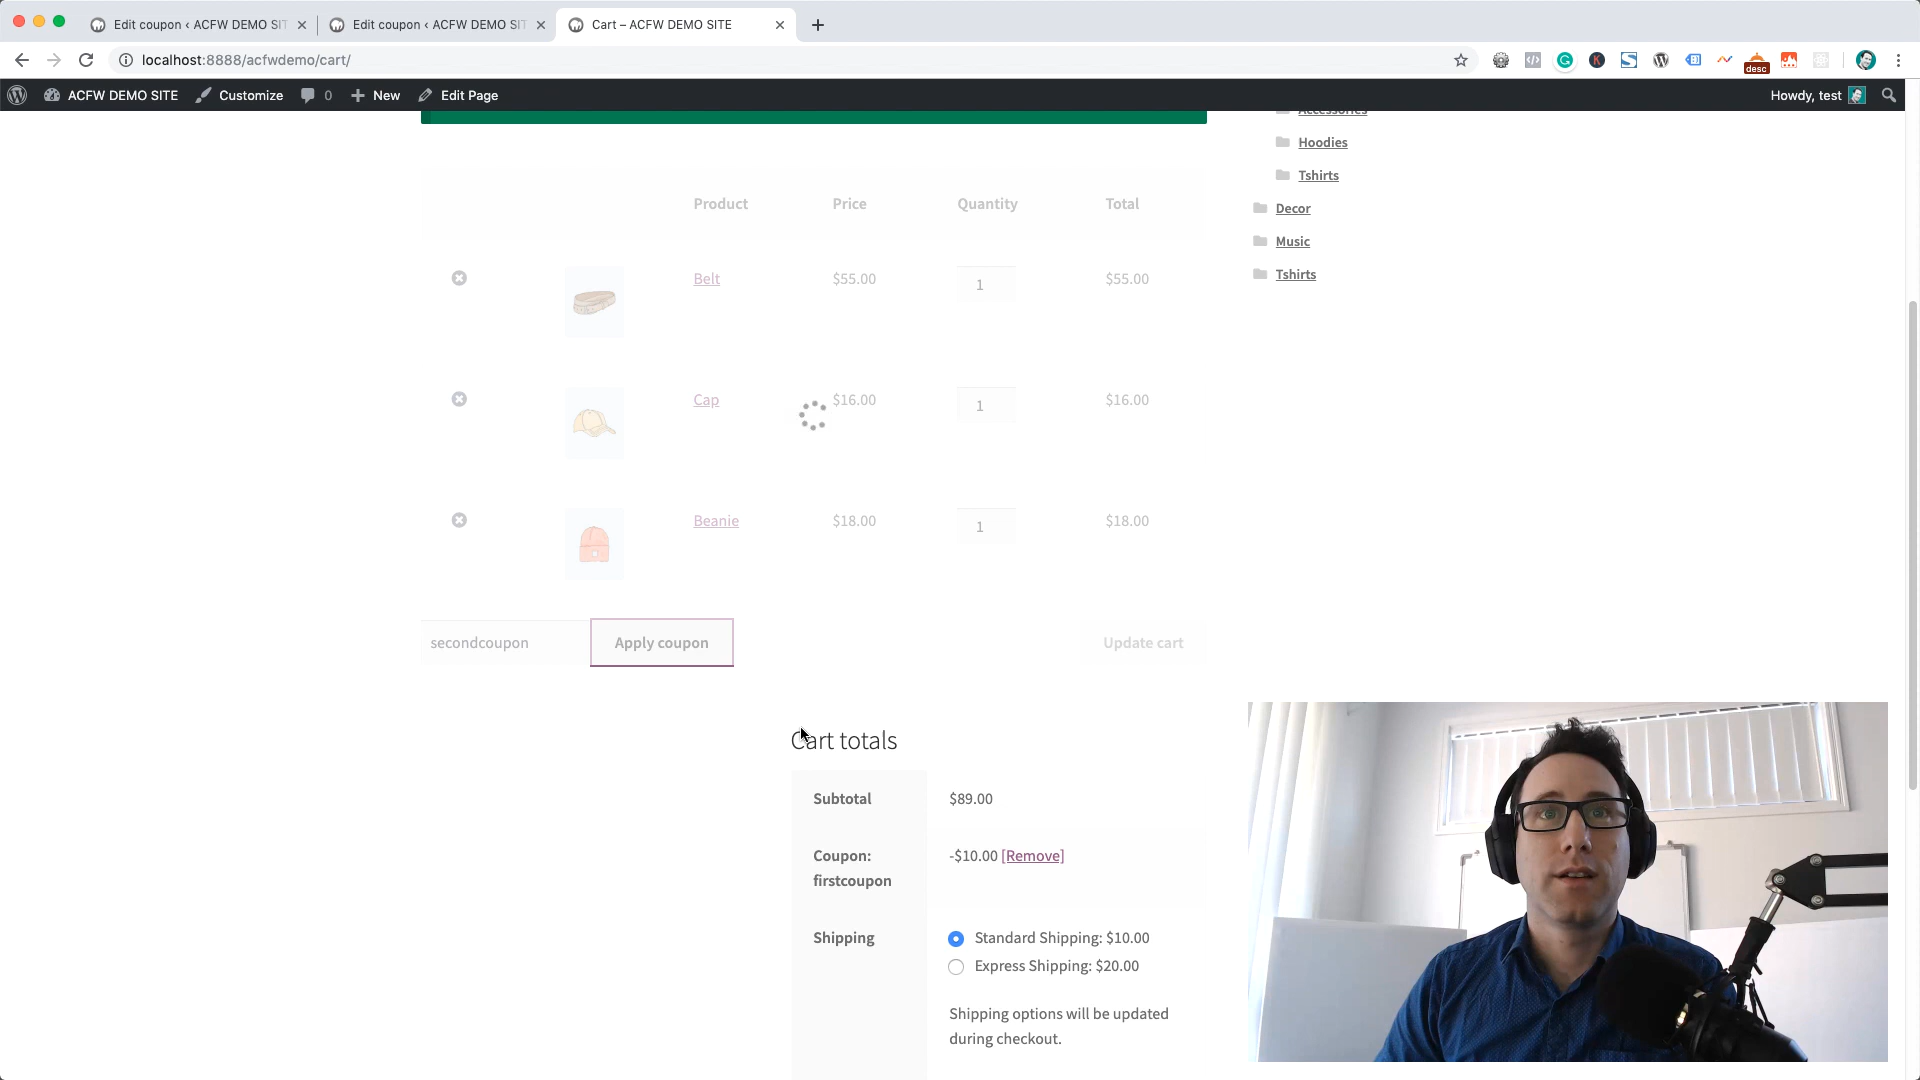 Edit coupon ‹ ACFW DEMO SIT
Edit coupon ‹ ACFW DEMO SIT
Cart – ACFW DEMO SITE
localhost:8888/acfwdemo/cart/
desc
ACFW DEMO SITE
Customize
0
New
Edit Page
Howdy, test
Accessories
Hoodies
Tshirts
Decor
Music
Tshirts
Product Price Quantity Total
Belt $55.00 1 $55.00
Cap $16.00 1 $16.00
Beanie $18.00 1 $18.00
secondcoupon Apply coupon Update cart
Cart totals
Subtotal $89.00
Coupon: -$10.00 [Remove]
firstcoupon
Shipping Standard Shipping: $10.00
Express Shipping: $20.00
Shipping options will be updated
during checkout.